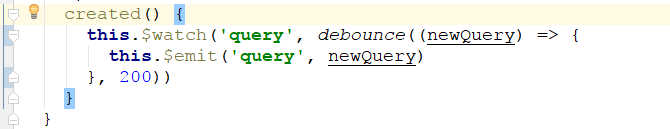 created() {
this.$watch('query', debounce((newQuery) => {
this.$emit('query', newQuery)
}, 200))
}
}